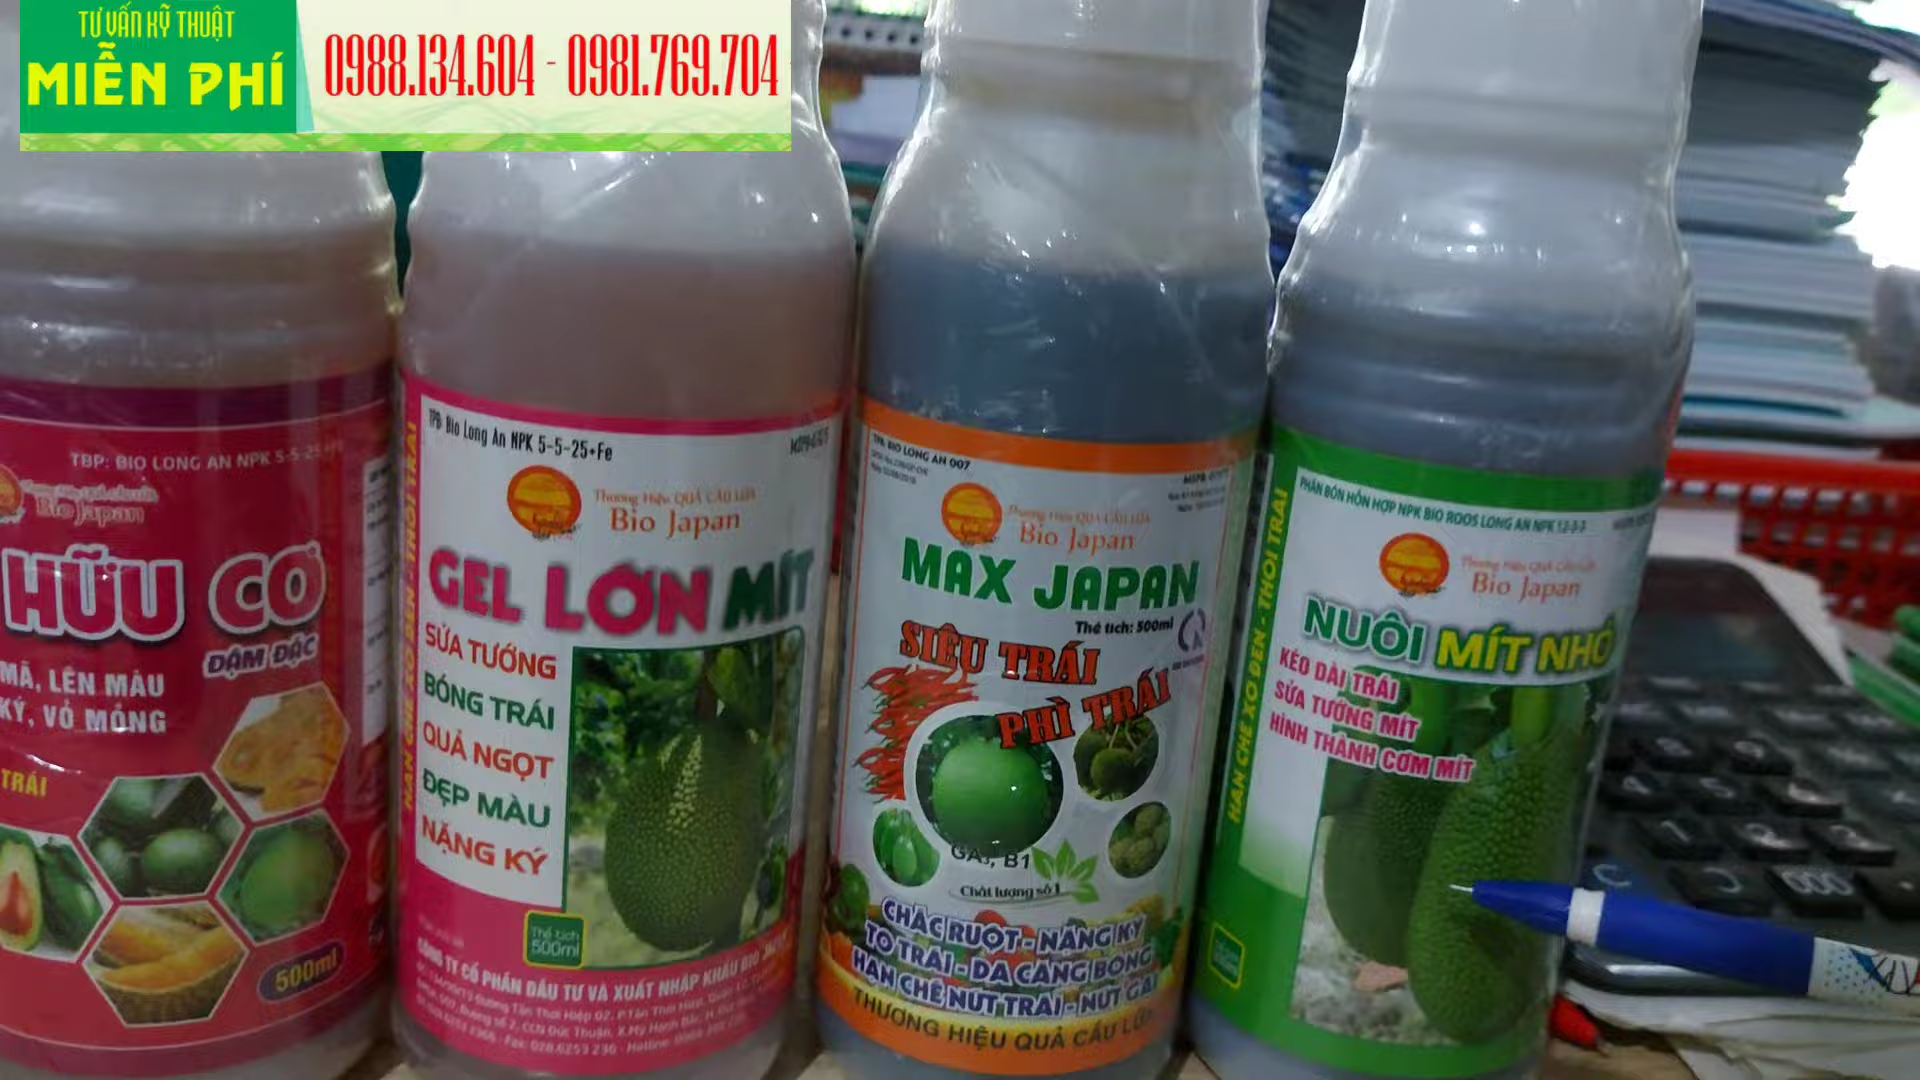 TƯ VẤN KỸ THUẬT
MIỄN PHÍ
0988.134.604 - 0981.769.704
TBP: BIO LONG AN NPK 5-5-25
Bio Japan
HỮU CƠ
ĐẬM ĐẶC
MÃ, LÊN MÀU
KÝ, VỎ MỎNG
TRÁI
500ml
HẠN CHẾ XƠ ĐEN - THỐI TRÁI
TPB: Bio Long An NPK 5-5-25+Fe
Thương Hiệu QUẢ CẦU LỬA
Bio Japan
GEL LỚN MÍT
SỬA TƯỚNG
BÓNG TRÁI
QUẢ NGỌT
ĐẸP MÀU
NẶNG KÝ
Thể tích
500ml
CÔNG TY CỔ PHẦN ĐẦU TƯ VÀ XUẤT NHẬP KHẨU BIO
TPB: BIO LONG AN 007
Thương Hiệu QUẢ CẦU LỬA
Bio Japan
MAX JAPAN
Thể tích: 500ml
SIÊU TRÁI
PHÌ TRÁI
GA3, B1
Chất lượng số 1
CHẮC RUỘT - NẶNG KÝ
TO TRÁI - DA CĂNG BÓNG
HẠN CHẾ NỨT TRÁI - NỨT GAI
THƯƠNG HIỆU QUẢ CẦU LỬA
HẠN CHẾ XƠ ĐEN - THỐI TRÁI
PHÂN BÓN HỖN HỢP NPK BIO ROOS LONG AN NPK 12-3-3
Thương Hiệu QUẢ CẦU LỬA
Bio Japan
NUÔI MÍT NHỎ
KÉO DÀI TRÁI
SỬA TƯỚNG MÍT
HÌNH THÀNH CƠM MÍT
000